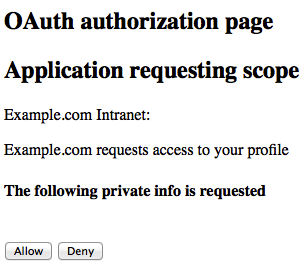 OAuth authorization page
Application requesting scope
Example.com Intranet:
Example.com requests access to your profile
The following private info is requested
Allow Deny